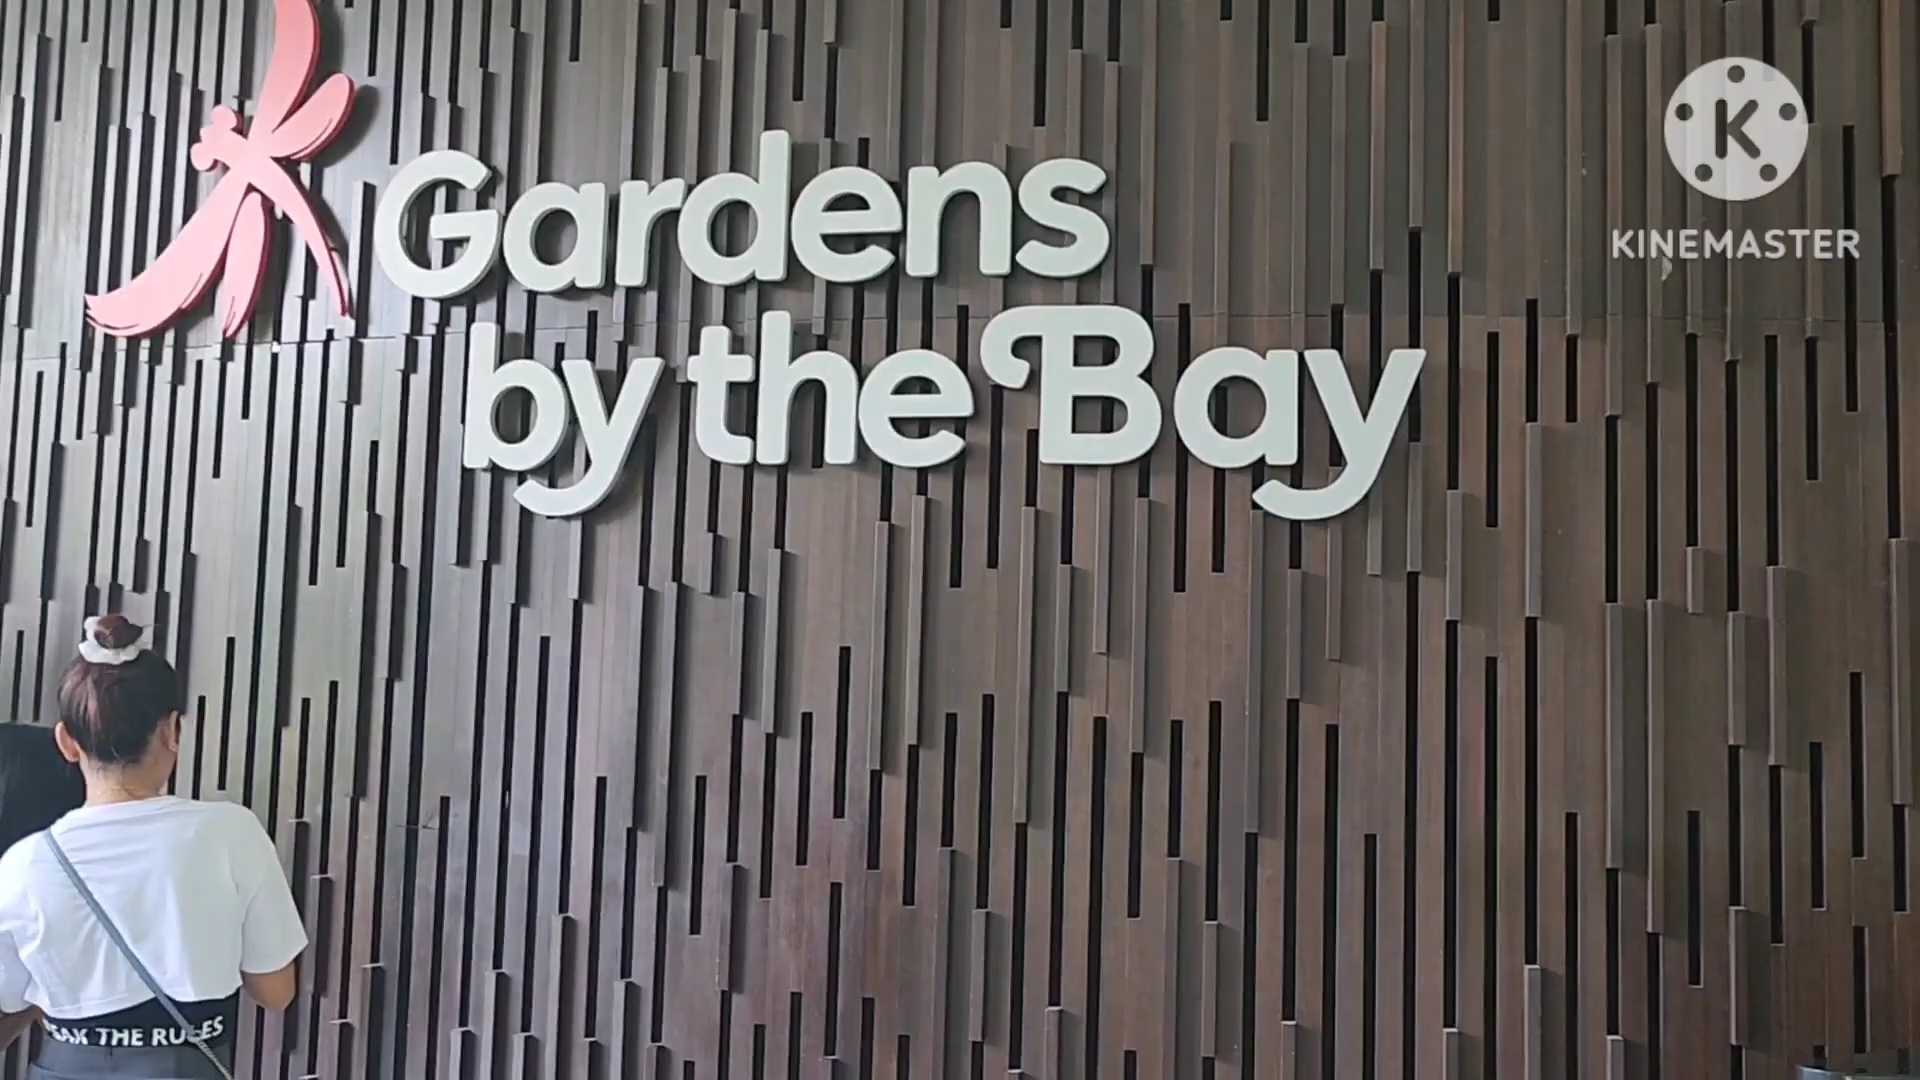 Gardens
by the Bay
K
KINEMASTER
THE RULES